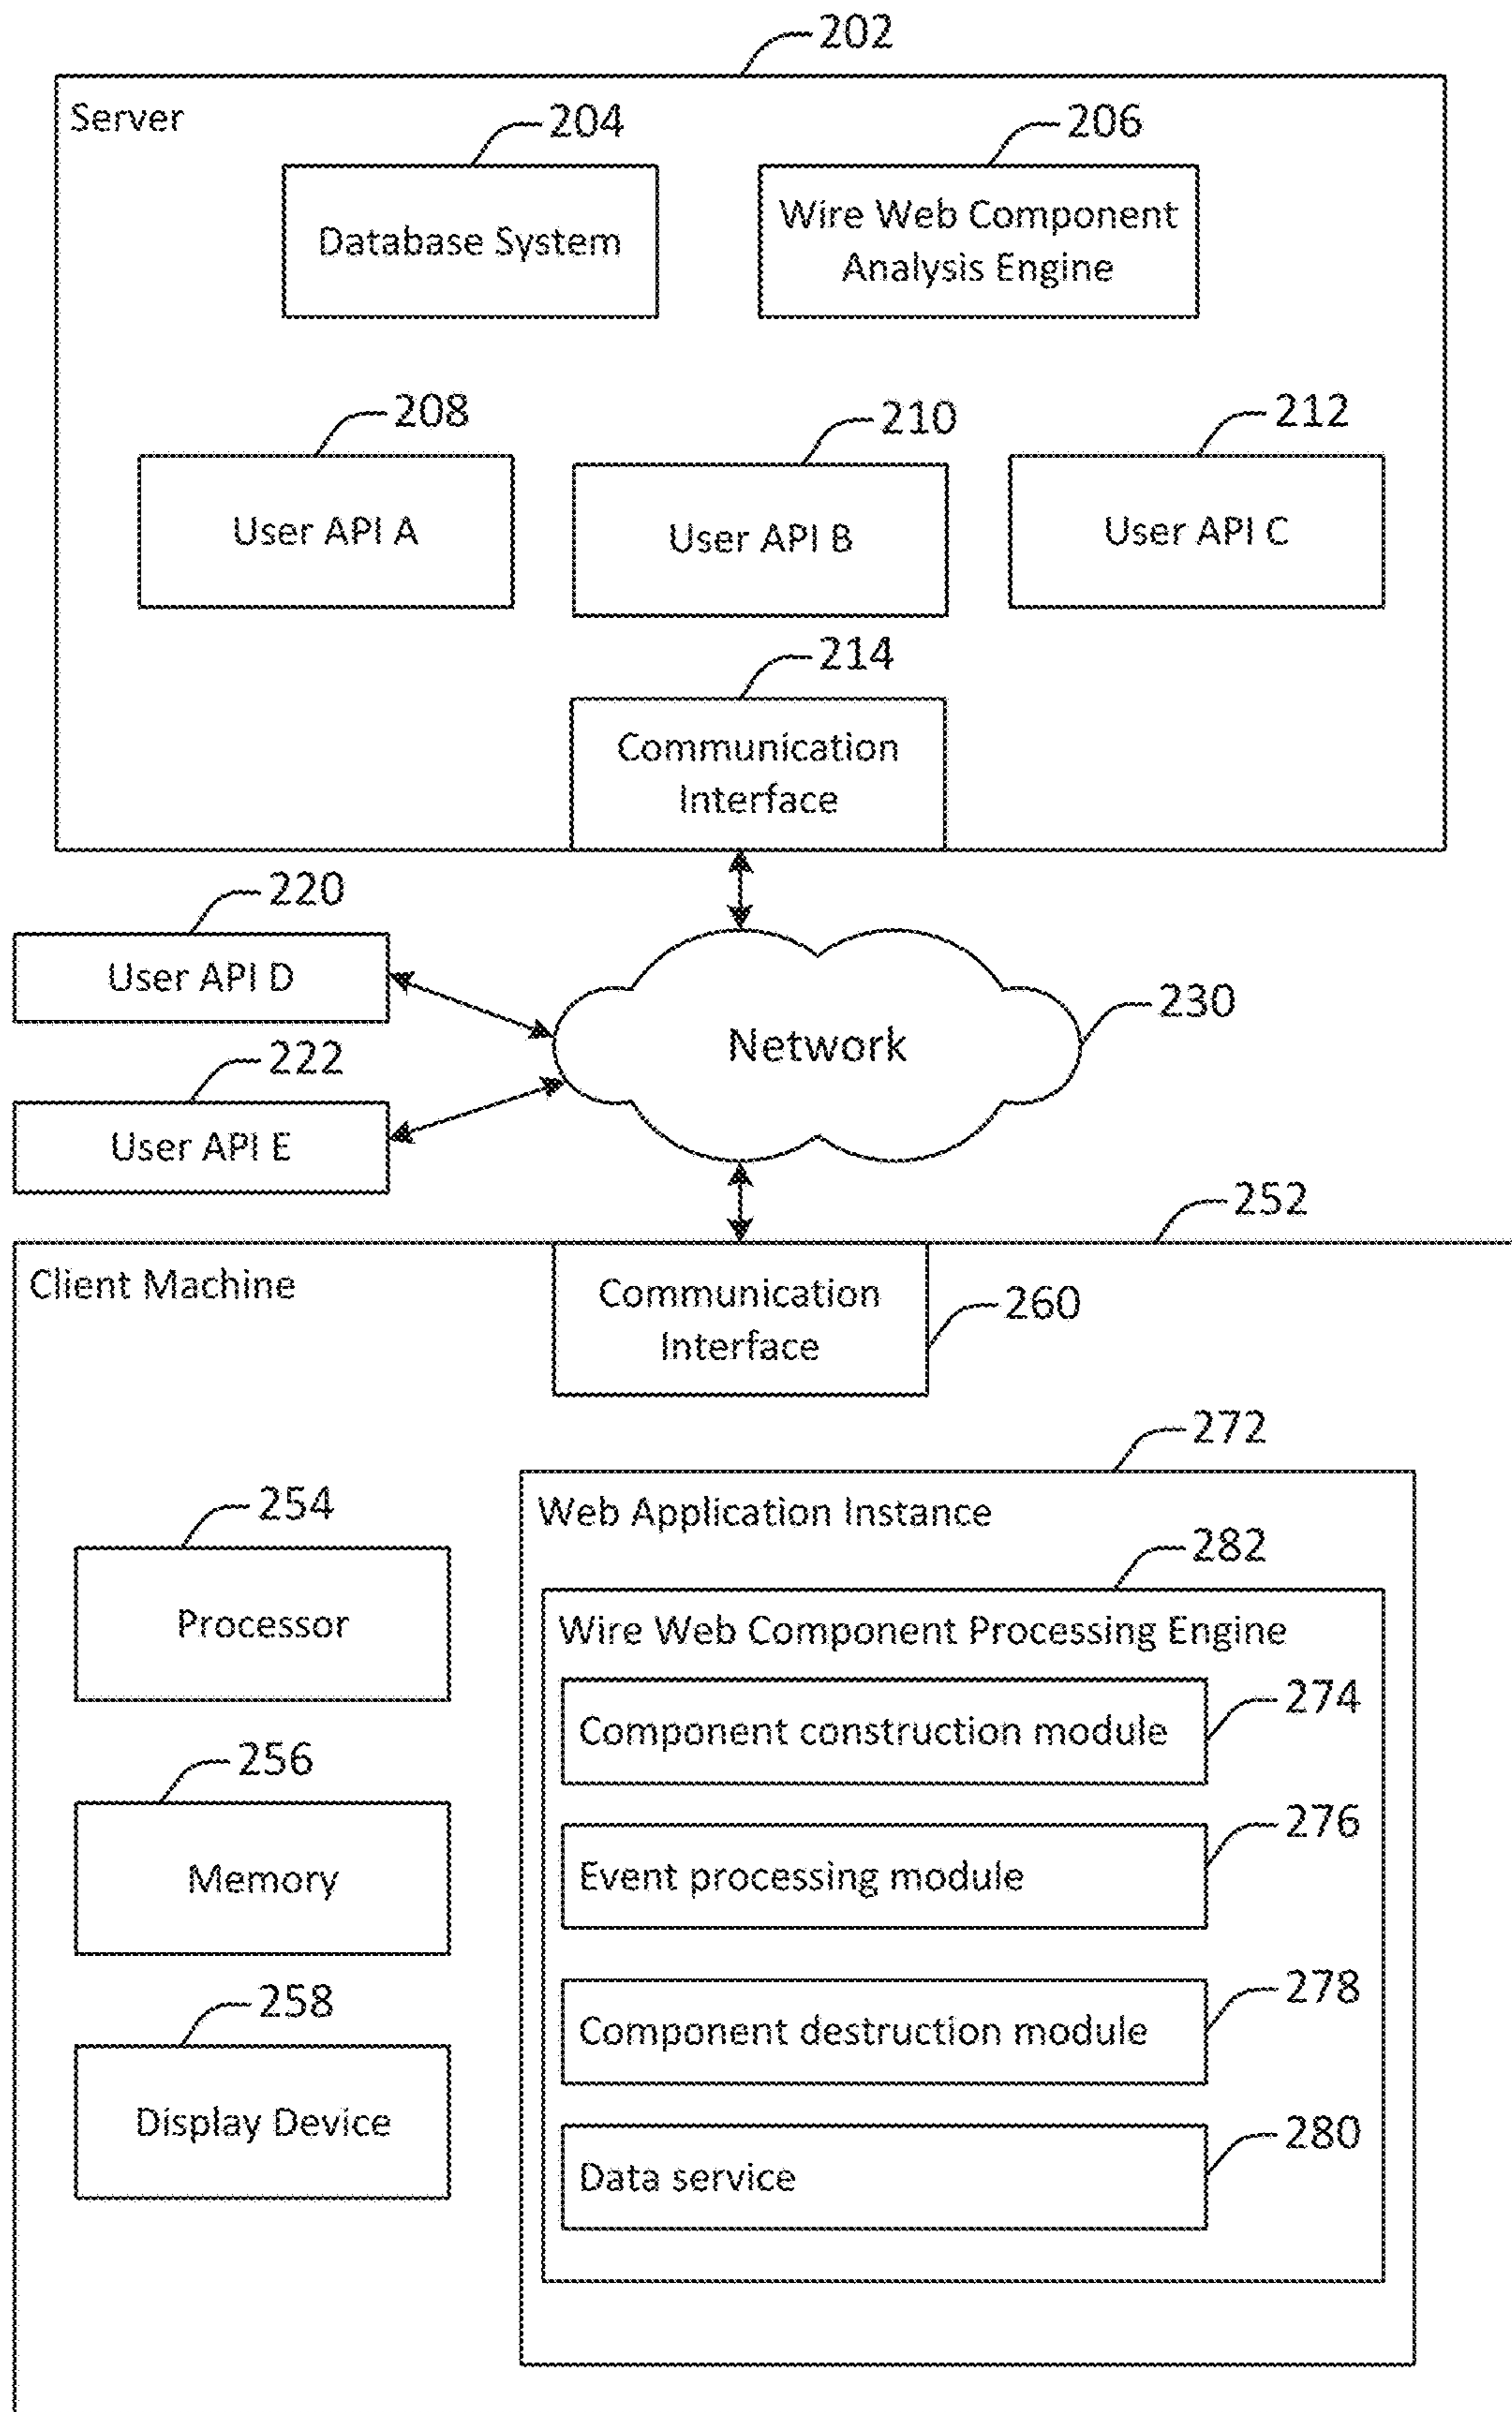 202
Server
204
206
Database System
Wire Web Component
Analysis Engine
208
210
212
User API A
User API B
User API C
214
Communication
Interface
220
User API D
230
Network
222
User API E
252
Client Machine
Communication
Interface
260
272
Web Application Instance
254
Processor
282
Wire Web Component Processing Engine
274
Component construction module
256
Memory
276
Event processing module
258
Display Device
278
Component destruction module
280
Data service